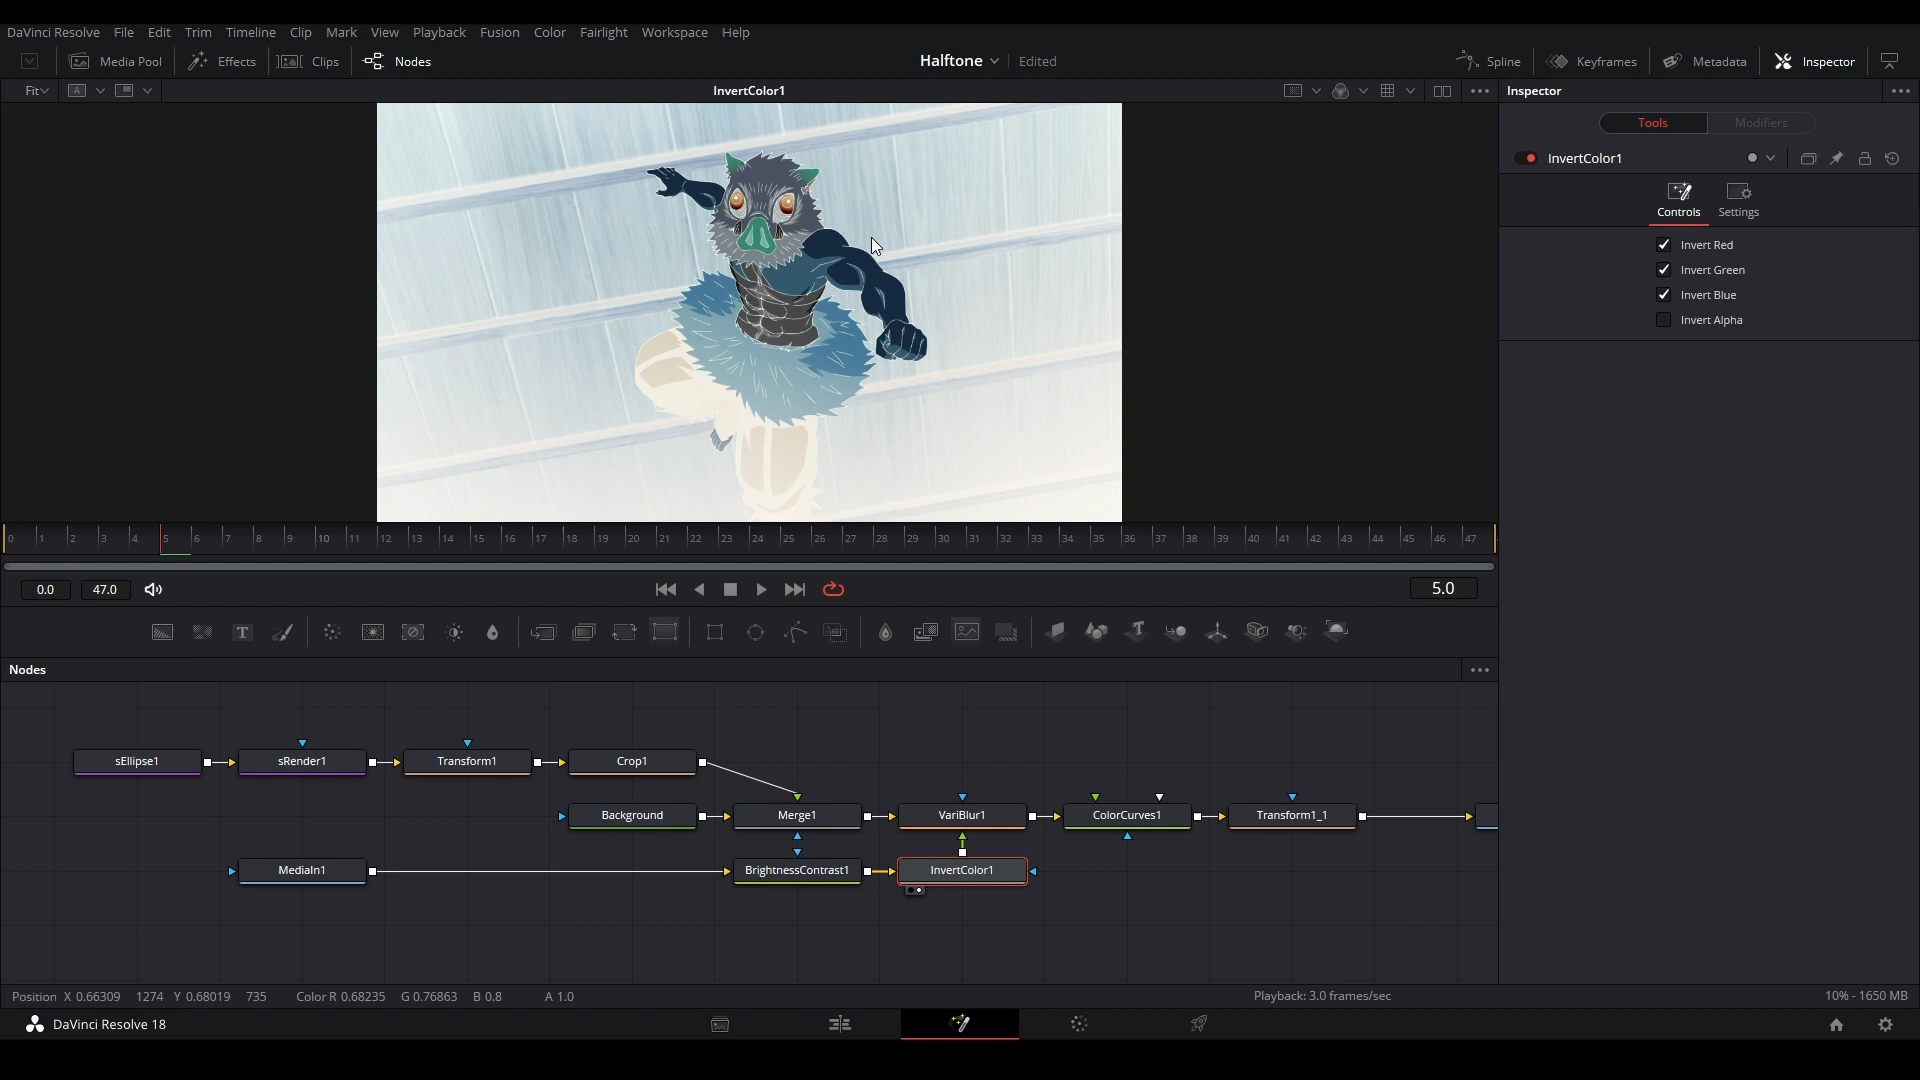 DaVinci Resolve File Edit Trim Timeline Clip Mark View Playback Fusion Color Fairlight Workspace Help
Media Pool Effects Clips Nodes Halftone Edited Spline Keyframes Metadata Inspector
Fit A InvertColor1 Inspector
Tools Modifiers
InvertColor1
Controls Settings
Invert Red
Invert Green
Invert Blue
Invert Alpha
0 1 2 3 4 5 6 7 8 9 10 11 12 13 14 15 16 17 18 19 20 21 22 23 24 25 26 27 28 29 30 31 32 33 34 35 36 37 38 39 40 41 42 43 44 45 46 47
0.0 47.0 5.0
T T
Nodes
sEllipse1 sRender1 Transform1 Crop1
Background Merge1 VariBlur1 ColorCurves1 Transform1_1
MediaIn1 BrightnessContrast1 InvertColor1
Position X 0.66309 1274 Y 0.68019 735 Color R 0.68235 G 0.76863 B 0.8 A 1.0 Playback: 3.0 frames/sec 10% - 1650 MB
DaVinci Resolve 18